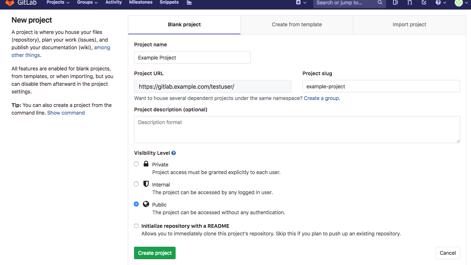 GitLab Projects Groups Activity Milestones Snippets Search or jump to...
New project
A project is where you house your files
(repository), plan your work (issues), and
publish your documentation (wiki), among
other things.
All features are enabled for blank projects,
from templates, or when importing, but you
can disable them afterward in the project
settings.
Tip: You can also create a project from the
command line. Show command
Blank project
Create from template
Import project
Project name
Example Project
Project URL
Project slug
https://gitlab.example.com/testuser/
example-project
Want to house several dependent projects under the same namespace? Create a group.
Project description (optional)
Description format
Visibility Level
Private
Project access must be granted explicitly to each user.
Internal
The project can be accessed by any logged in user.
Public
The project can be accessed without any authentication.
Initialize repository with a README
Allows you to immediately clone this project's repository. Skip this if you plan to push up an existing repository.
Create project
Cancel